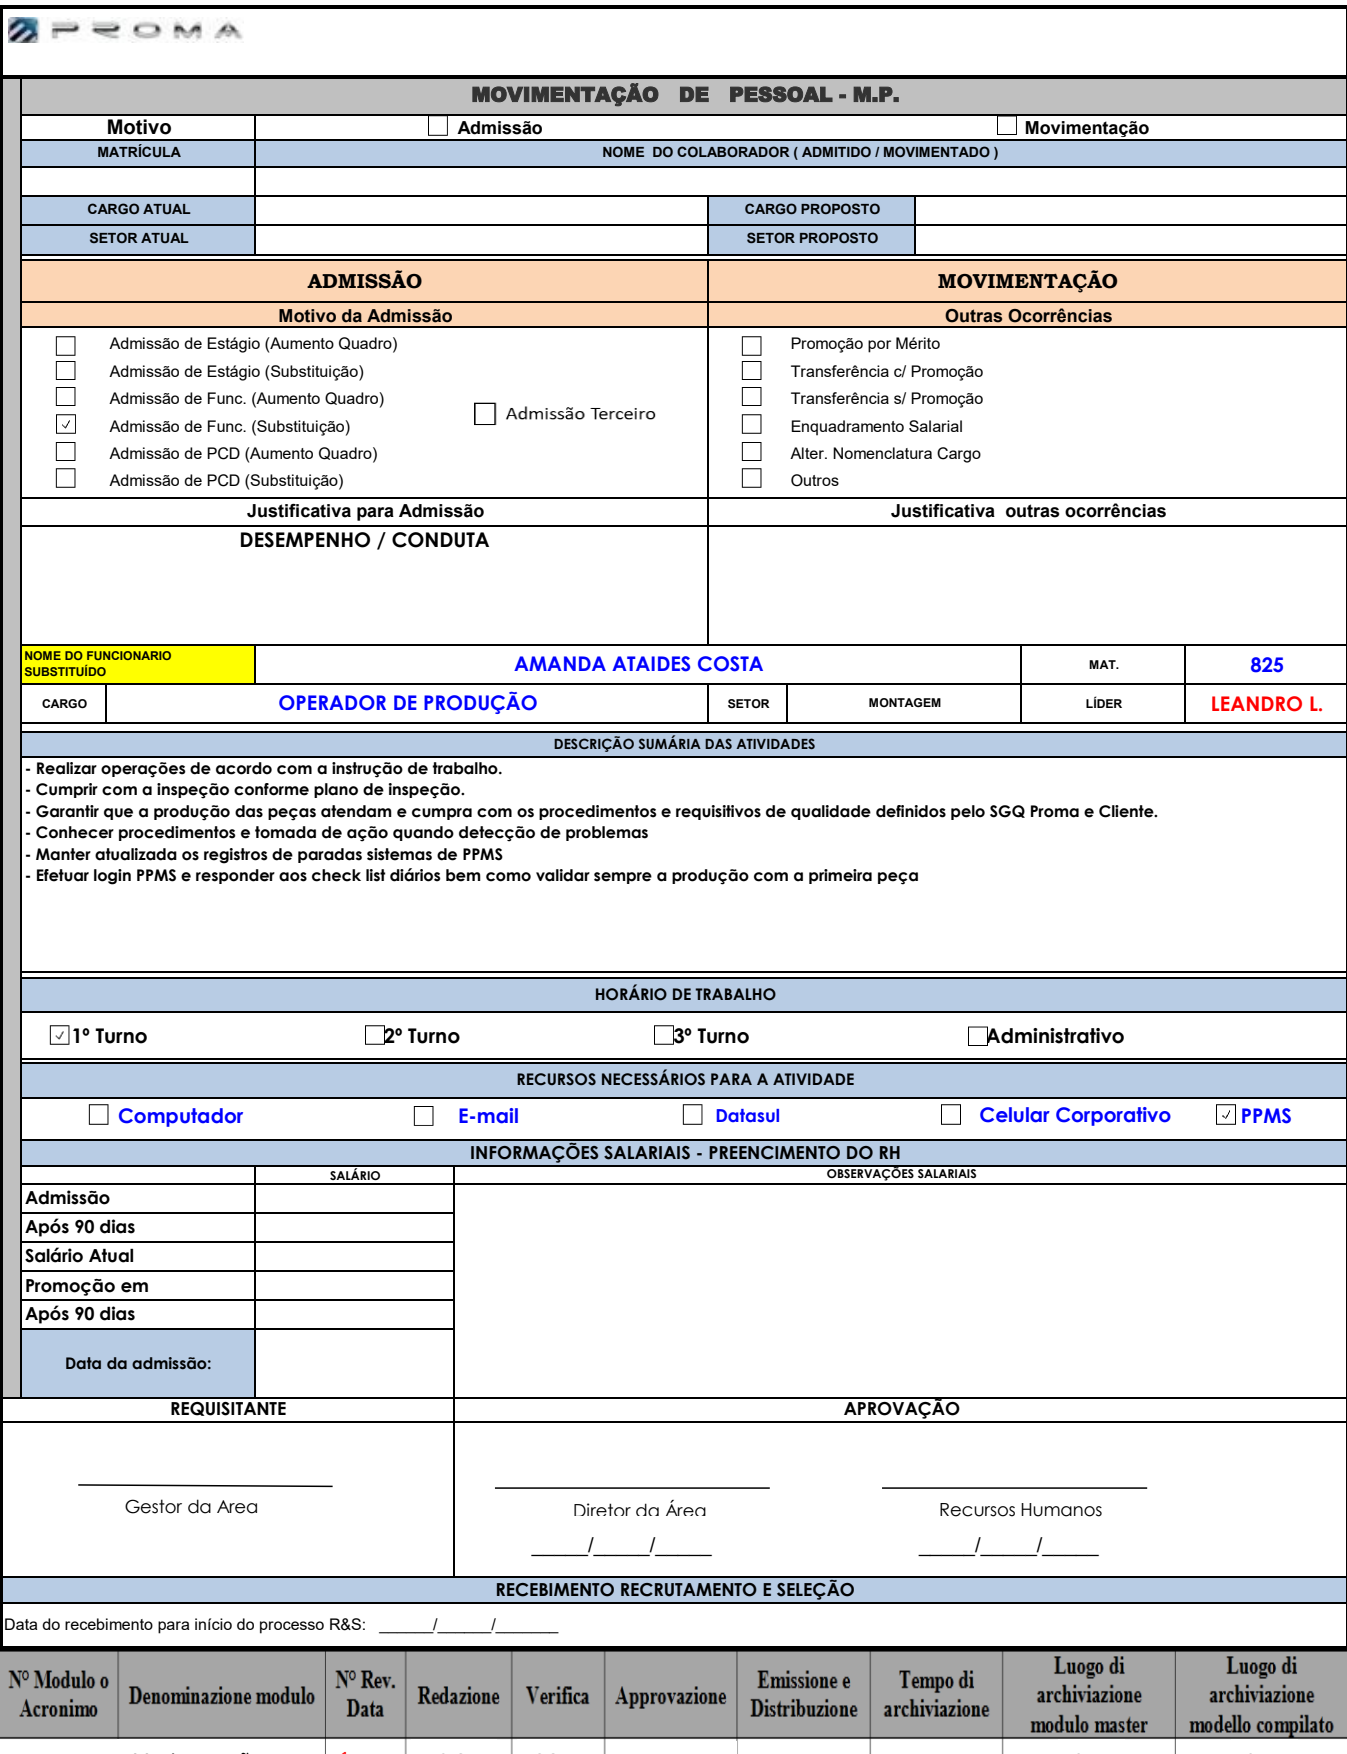 PROMA
MOVIMENTAÇÃO DE PESSOAL - M.P.
Motivo Admissão Movimentação
MATRÍCULA NOME DO COLABORADOR ( ADMITIDO / MOVIMENTADO )
CARGO ATUAL CARGO PROPOSTO
SETOR ATUAL SETOR PROPOSTO
ADMISSÃO MOVIMENTAÇÃO
Motivo da Admissão Outras Ocorrências
Admissão de Estágio (Aumento Quadro) Promoção por Mérito
Admissão de Estágio (Substituição) Transferência c/ Promoção
Admissão de Func. (Aumento Quadro) Transferência s/ Promoção
Admissão Terceiro
Admissão de Func. (Substituição) Enquadramento Salarial
Admissão de PCD (Aumento Quadro) Alter. Nomenclatura Cargo
Admissão de PCD (Substituição) Outros
Justificativa para Admissão Justificativa outras ocorrências
DESEMPENHO / CONDUTA
NOME DO FUNCIONARIO
SUBSTITUÍDO
AMANDA ATAIDES COSTA MAT. 825
CARGO OPERADOR DE PRODUÇÃO SETOR MONTAGEM LÍDER LEANDRO L.
DESCRIÇÃO SUMÁRIA DAS ATIVIDADES
- Realizar operações de acordo com a instrução de trabalho.
- Cumprir com a inspeção conforme plano de inspeção.
- Garantir que a produção das peças atendam e cumpra com os procedimentos e requisitivos de qualidade definidos pelo SGQ Proma e Cliente.
- Conhecer procedimentos e tomada de ação quando detecção de problemas
- Manter atualizada os registros de paradas sistemas de PPMS
- Efetuar login PPMS e responder aos check list diários bem como validar sempre a produção com a primeira peça
HORÁRIO DE TRABALHO
1º Turno 2º Turno 3º Turno Administrativo
RECURSOS NECESSÁRIOS PARA A ATIVIDADE
Computador E-mail Datasul Celular Corporativo PPMS
INFORMAÇÕES SALARIAIS - PREENCIMENTO DO RH
SALÁRIO OBSERVAÇÕES SALARIAIS
Admissão
Após 90 dias
Salário Atual
Promoção em
Após 90 dias
Data da admissão:
REQUISITANTE APROVAÇÃO
Gestor da Area Diretor da Área Recursos Humanos
_____/_____/_____ _____/_____/_____
RECEBIMENTO RECRUTAMENTO E SELEÇÃO
Data do recebimento para início do processo R&S: ______/______/_______
N° Modulo o Acronimo
Denominazione modulo
N° Rev. Data
Redazione
Verifica
Approvazione
Emissione e Distribuzione
Tempo di archiviazione
Luogo di archiviazione modulo master
Luogo di archiviazione modello compilato